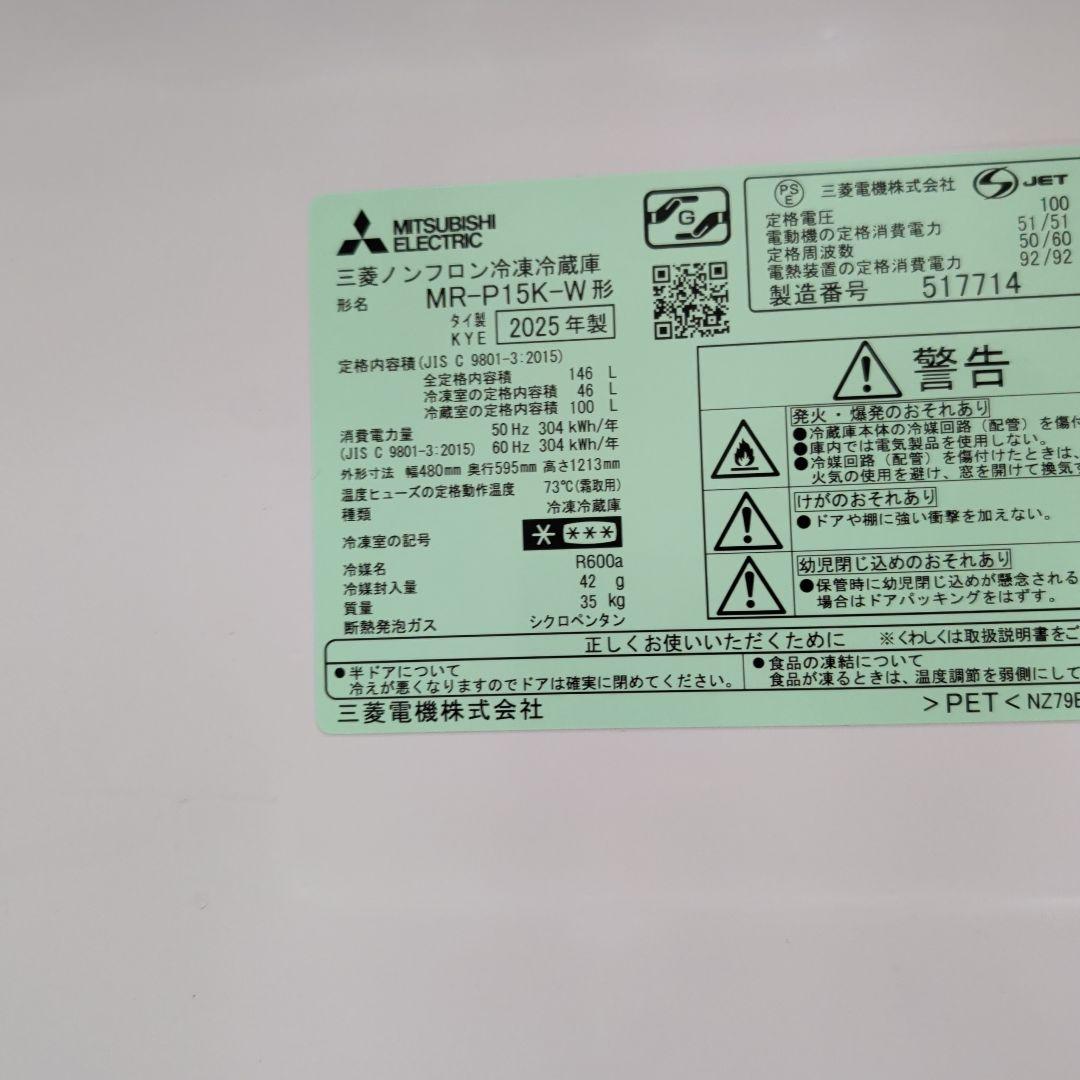 MITSUBISHI
ELECTRIC
G
三菱ノンフロン冷凍冷蔵庫
形名 MR-P15K-W形
タイ製
KYE 2025年製
定格内容積(JIS C 9801-3:2015)
全定格内容積 146 L
冷凍室の定格内容積 46 L
冷蔵室の定格内容積 100 L
消費電力量 50Hz 304kWh/年
(JIS C 9801-3:2015) 60Hz 304kWh/年
外形寸法 幅480mm 奥行595mm 高さ1213mm
温度ヒューズの定格動作温度 73℃(霜取用)
種類 冷凍冷蔵庫
冷凍室の記号
冷媒名 R600a
冷媒封入量 42 g
質量 35 kg
断熱発泡ガス シクロペンタン
PS
E
三菱電機株式会社 JET
定格電圧 100
電動機の定格消費電力 51/51
定格周波数 50/60
電熱装置の定格消費電力 92/92
製造番号 517714
警告
発火・爆発のおそれあり
●冷蔵庫本体の冷媒回路(配管)を傷付
●庫内では電気製品を使用しない。
●冷媒回路(配管)を傷付けたときは、
火気の使用を避け、窓を開けて換気す
けがのおそれあり
●ドアや棚に強い衝撃を加えない。
幼児閉じ込めのおそれあり
●保管時に幼児閉じ込めが懸念される
場合はドアパッキングをはずす。
正しくお使いいただくために ※くわしくは取扱説明書をご
●半ドアについて
冷えが悪くなりますのでドアは確実に閉めてください。
●食品の凍結について
食品が凍るときは、温度調節を弱側にして
三菱電機株式会社 >PET< NZ79